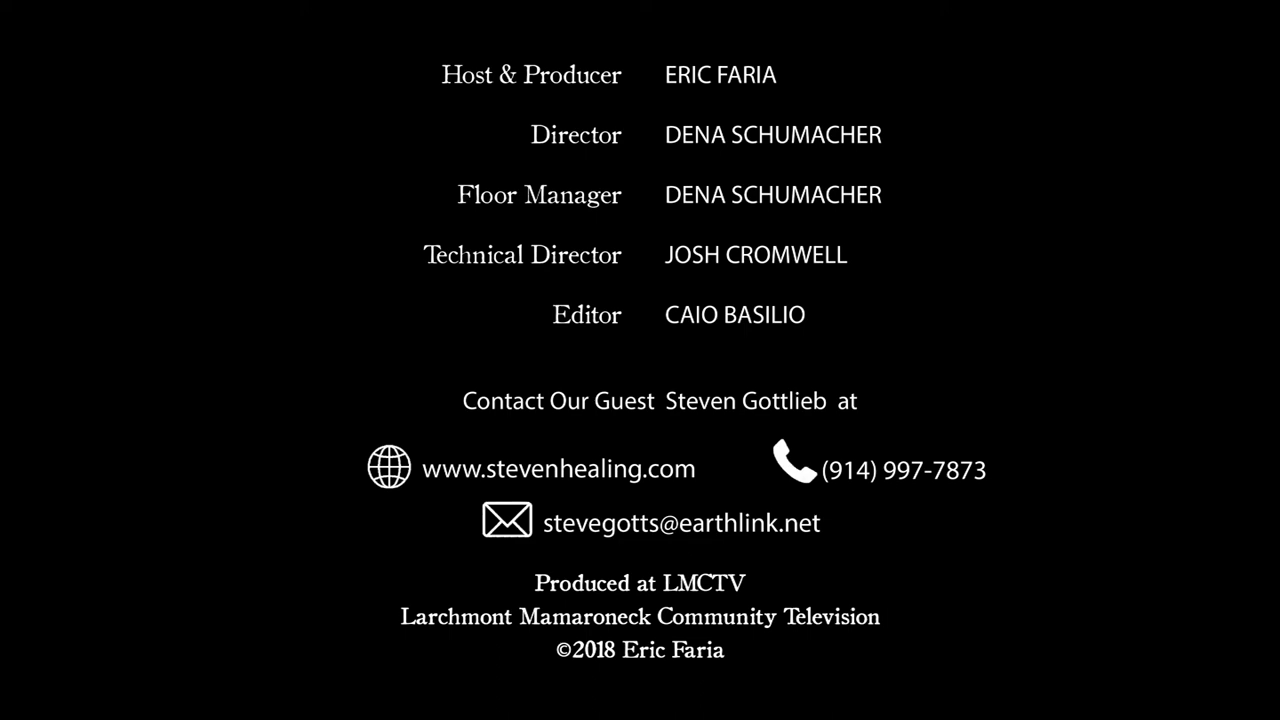 Host & Producer ERIC FARIA
Director DENA SCHUMACHER
Floor Manager DENA SCHUMACHER
Technical Director JOSH CROMWELL
Editor CAIO BASILIO
Contact Our Guest Steven Gottlieb at
www.stevenhealing.com (914) 997-7873
stevegotts@earthlink.net
Produced at LMCTV
Larchmont Mamaroneck Community Television
©2018 Eric Faria